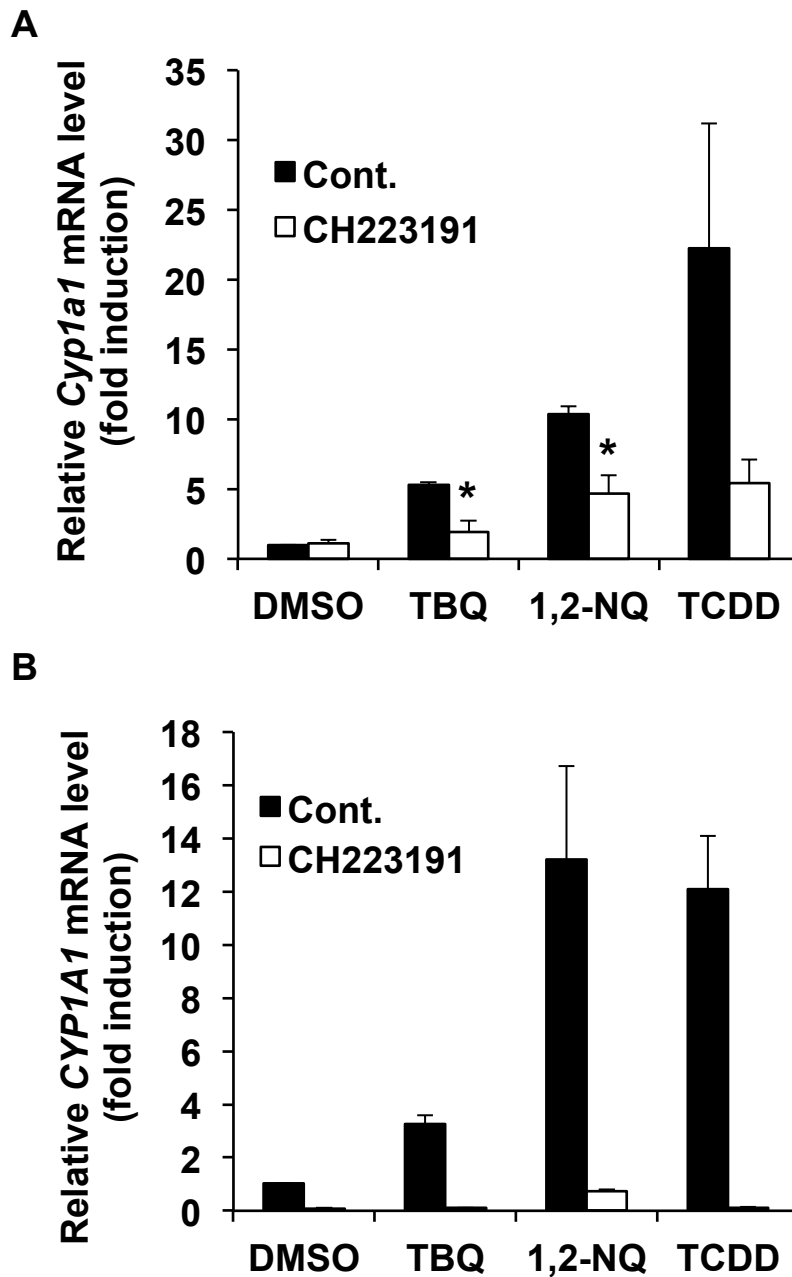 A
Relative Cyp1a1 mRNA level
(fold induction)
35
30
25
20
15
10
5
0
Cont.
CH223191
*
*
DMSO TBQ 1,2-NQ TCDD
B
Relative CYP1A1 mRNA level
(fold induction)
18
16
14
12
10
8
6
4
2
0
Cont.
CH223191
DMSO TBQ 1,2-NQ TCDD